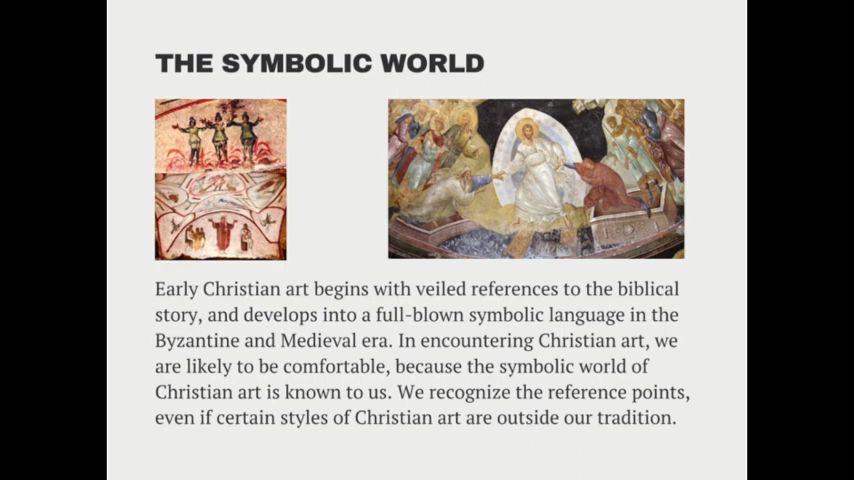 THE SYMBOLIC WORLD
Early Christian art begins with veiled references to the biblical
story, and develops into a full-blown symbolic language in the
Byzantine and Medieval era. In encountering Christian art, we
are likely to be comfortable, because the symbolic world of
Christian art is known to us. We recognize the reference points,
even if certain styles of Christian art are outside our tradition.